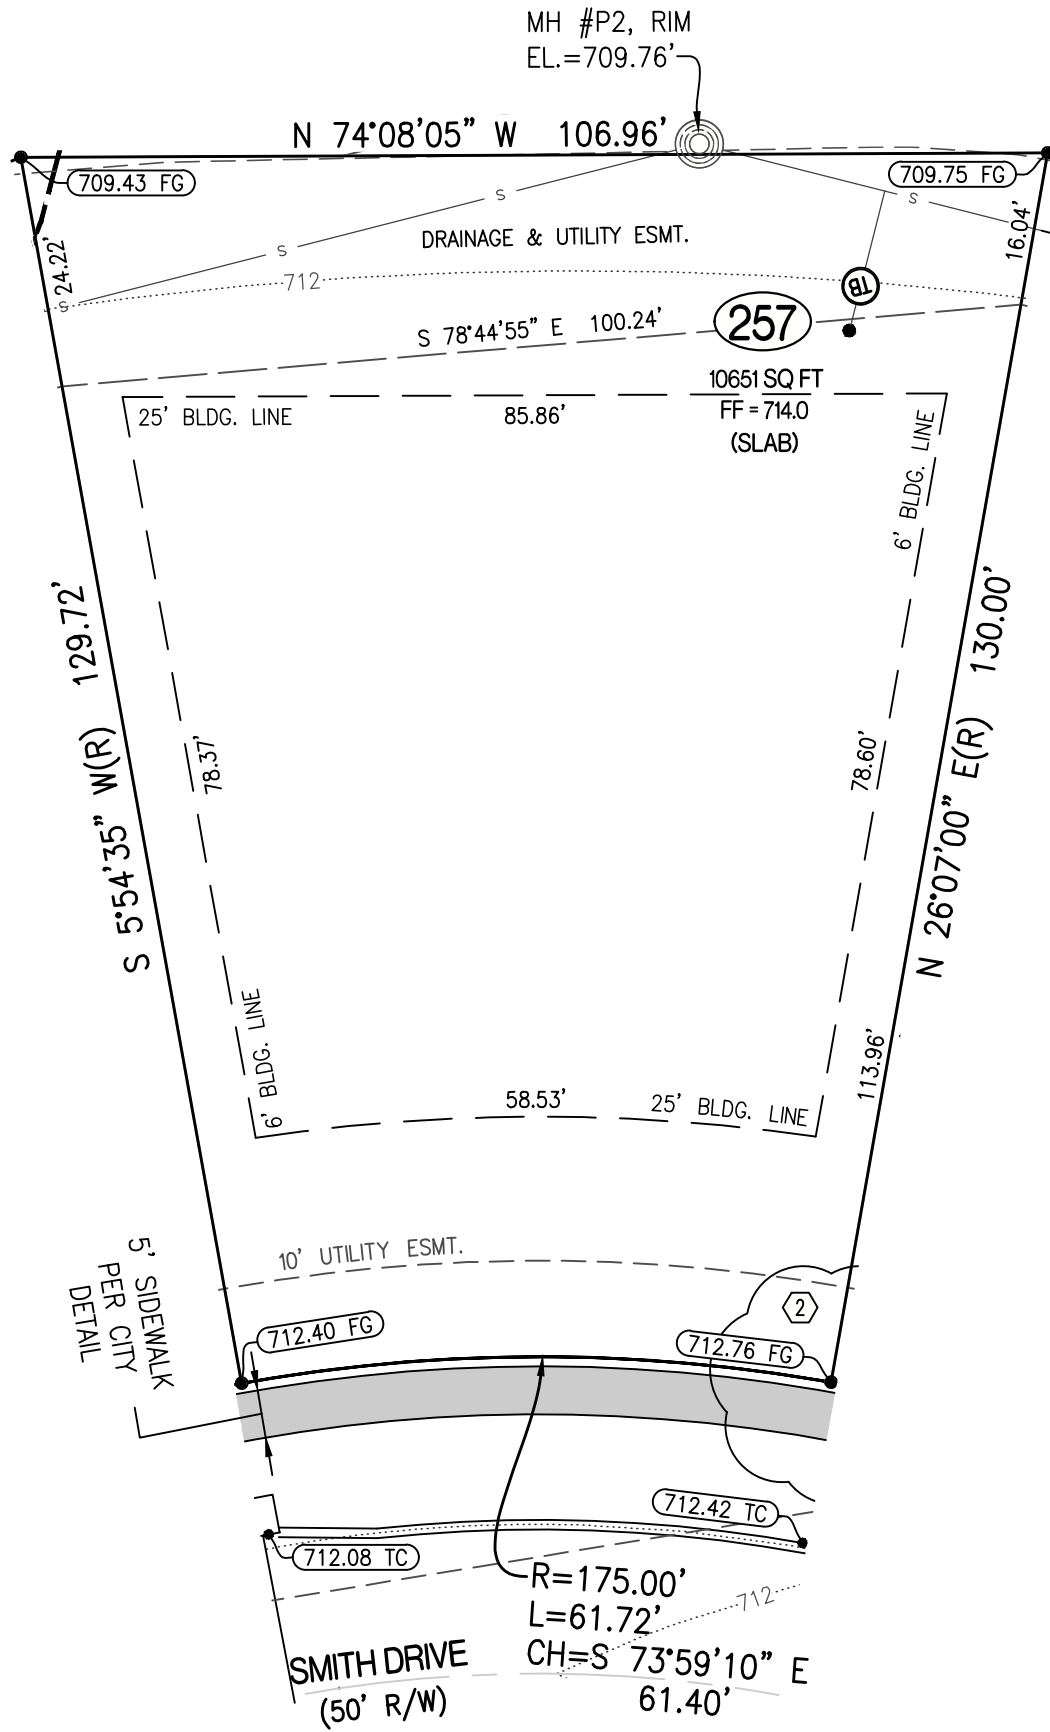 MH #P2, RIM
EL.=709.76'
N 74°08'05" W 106.96'
709.43 FG
709.75 FG
S
S
S
S
24.22'
16.04'
DRAINAGE & UTILITY ESMT.
712
TB
S 78°44'55" E 100.24'
257
10651 SQ FT
FF = 714.0
(SLAB)
25' BLDG. LINE
85.86'
6' BLDG. LINE
S 5°54'35" W(R) 129.72'
78.37'
78.60'
N 26°07'00" E(R) 130.00'
6' BLDG. LINE
113.96'
58.53'
25' BLDG. LINE
10' UTILITY ESMT.
5' SIDEWALK
PER CITY
DETAIL
2
712.40 FG
712.76 FG
712.42 TC
712.08 TC
R=175.00'
L=61.72'
CH=S 73°59'10" E
61.40'
712
SMITH DRIVE
(50' R/W)